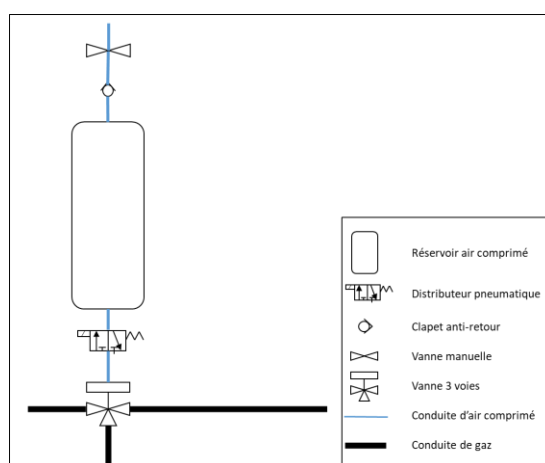 Réservoir air comprimé
Distributeur pneumatique
Clapet anti-retour
Vanne manuelle
Vanne 3 voies
Conduite d'air comprimé
Conduite de gaz